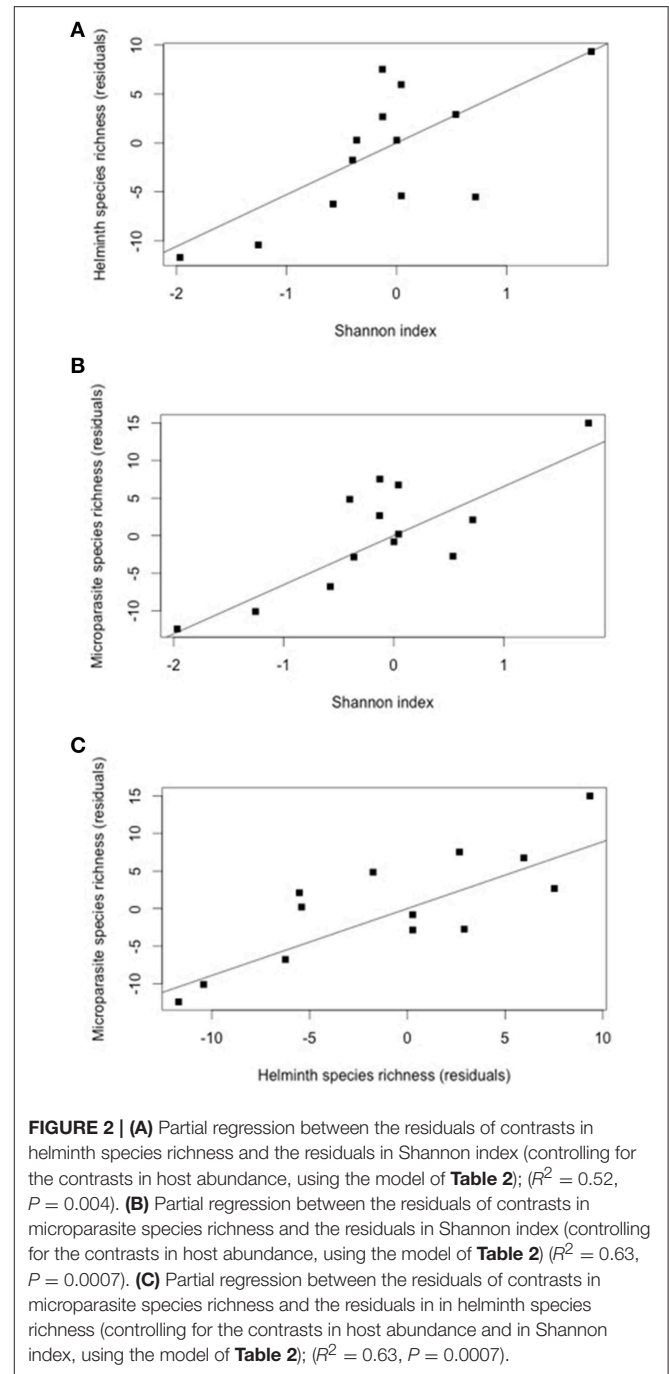 A
Helminth species richness (residuals)
10
5
0
-5
-10
-2
-1
0
1
Shannon index
B
Microparasite species richness (residuals)
15
10
5
0
-5
-10
-2
-1
0
1
Shannon index
C
Microparasite species richness (residuals)
15
10
5
0
-5
-10
-10
-5
0
5
10
Helminth species richness (residuals)
FIGURE 2 | (A) Partial regression between the residuals of contrasts in
helminth species richness and the residuals in Shannon index (controlling for
the contrasts in host abundance, using the model of Table 2); (R² = 0.52,
P = 0.004). (B) Partial regression between the residuals of contrasts in
microparasite species richness and the residuals in Shannon index (controlling
for the contrasts in host abundance, using the model of Table 2) (R² = 0.63,
P = 0.0007). (C) Partial regression between the residuals of contrasts in
microparasite species richness and the residuals in in helminth species
richness (controlling for the contrasts in host abundance and in Shannon
index, using the model of Table 2); (R² = 0.63, P = 0.0007).